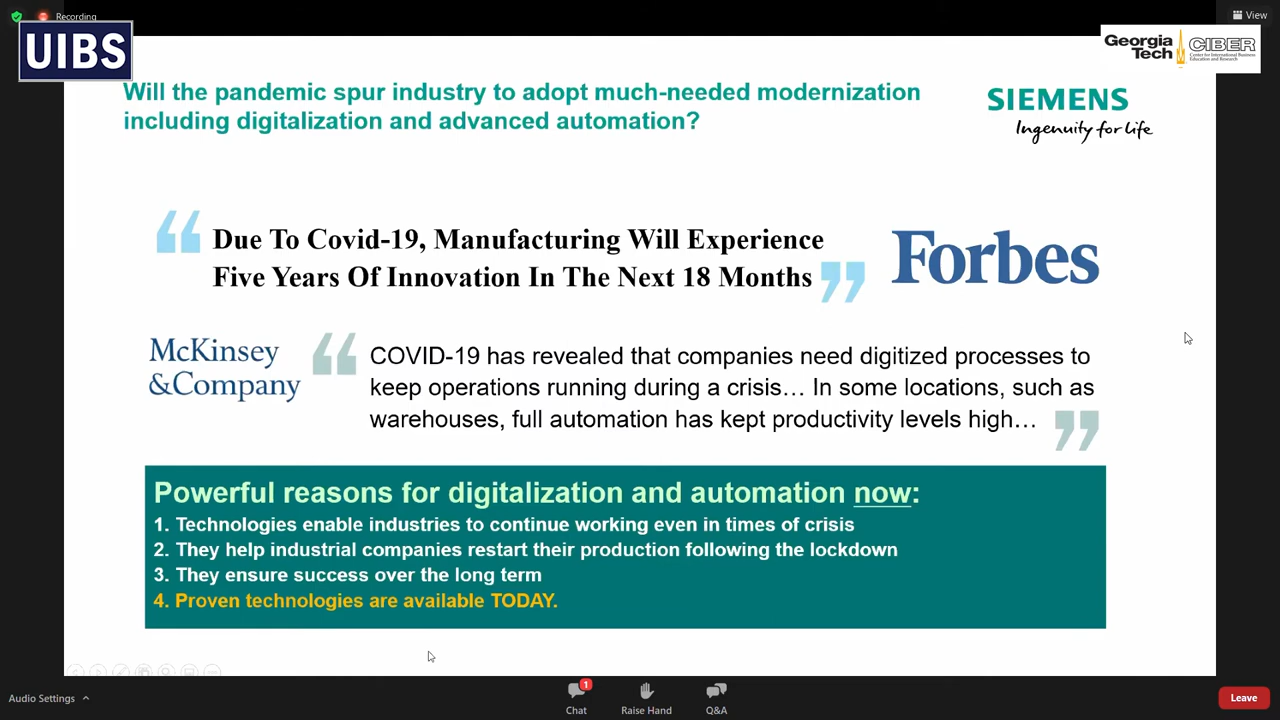 Recording
View
UIBS
Georgia
Tech
CIBER
Center for International Business
Education and Research
Will the pandemic spur industry to adopt much-needed modernization
including digitalization and advanced automation?
SIEMENS
Ingenuity for life
“ Due To Covid-19, Manufacturing Will Experience
Five Years Of Innovation In The Next 18 Months ”
Forbes
McKinsey
&Company
“ COVID-19 has revealed that companies need digitized processes to
keep operations running during a crisis… In some locations, such as
warehouses, full automation has kept productivity levels high… ”
Powerful reasons for digitalization and automation now:
1. Technologies enable industries to continue working even in times of crisis
2. They help industrial companies restart their production following the lockdown
3. They ensure success over the long term
4. Proven technologies are available TODAY.
Audio Settings
1
Chat
Raise Hand
Q&A
Leave